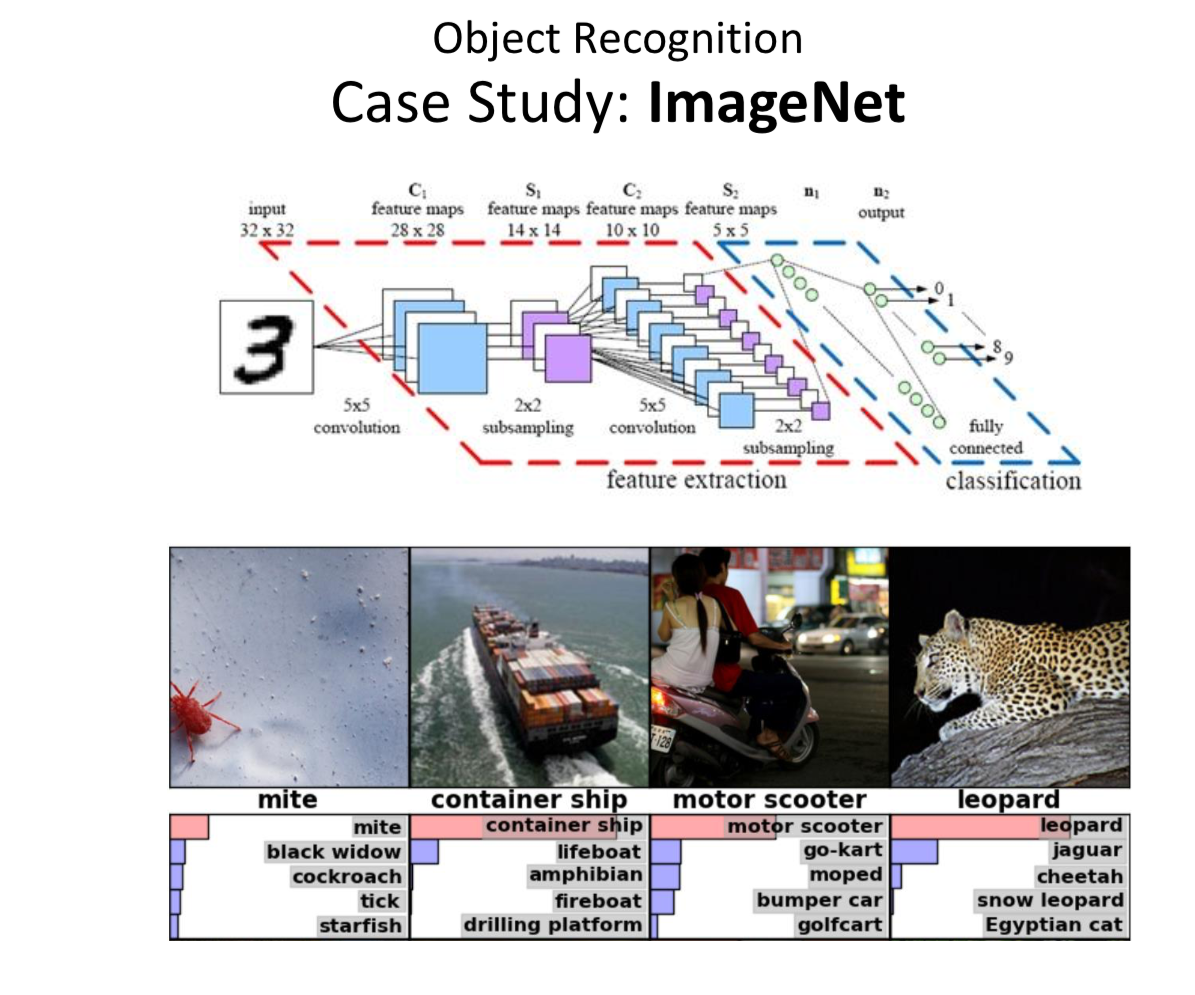 Object Recognition
Case Study: ImageNet
C1 S1 C2 S2 n1 n2
input feature maps feature maps feature maps feature maps output
32 x 32 28 x 28 14 x 14 10 x 10 5 x 5
0
1
8
9
5x5 2x2 5x5 2x2 fully
convolution subsampling convolution subsampling connected
feature extraction classification
T-128
mite container ship motor scooter leopard
mite container ship motor scooter leopard
black widow lifeboat go-kart jaguar
cockroach amphibian moped cheetah
tick fireboat bumper car snow leopard
starfish drilling platform golfcart Egyptian cat